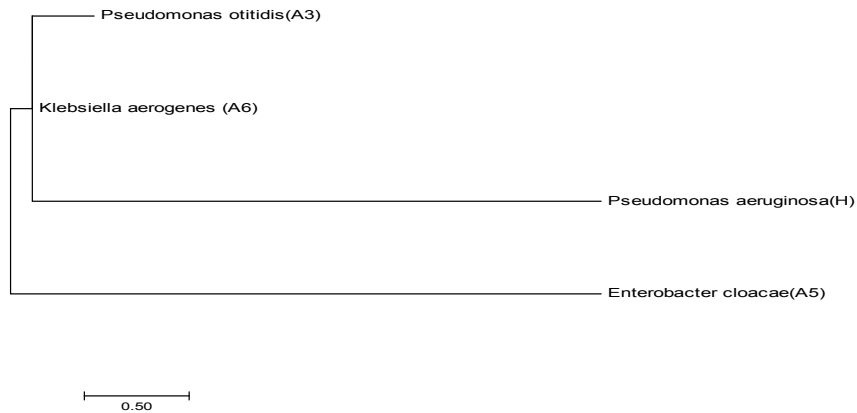 Pseudomonas otitidis(A3)
Klebsiella aerogenes (A6)
Pseudomonas aeruginosa(H)
Enterobacter cloacae(A5)
0.50